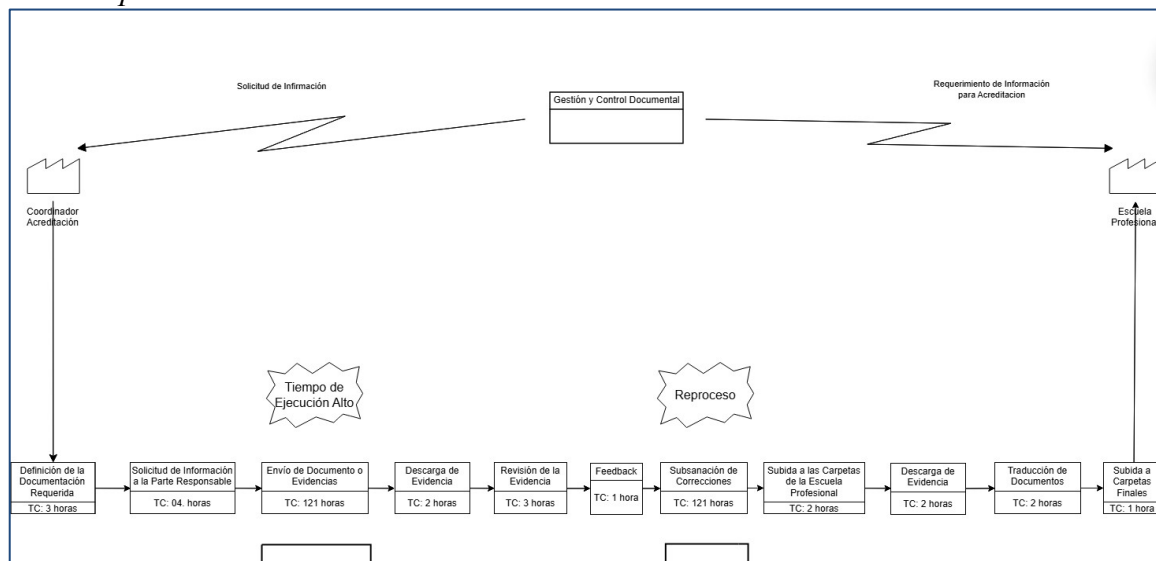 Solicitud de Infirmación
Requerimiento de Información
para Acreditacion
Gestión y Control Documental
Coordinador
Acreditación
Escuela
Profesional
Tiempo de
Ejecución Alto
Reproceso
Definición de la
Documentación
Requerida
TC: 3 horas
Solicitud de Información
a la Parte Responsable
TC: 04. horas
Envío de Documento o
Evidencias
TC: 121 horas
Descarga de
Evidencia
TC: 2 horas
Revisión de la
Evidencia
TC: 3 horas
Feedback
TC: 1 hora
Subsanación de
Correcciones
TC: 121 horas
Subida a las Carpetas
de la Escuela
Profesional
TC: 2 horas
Descarga de
Evidencia
TC: 2 horas
Traducción de
Documentos
TC: 2 horas
Subida a
Carpetas
Finales
TC: 1 hora